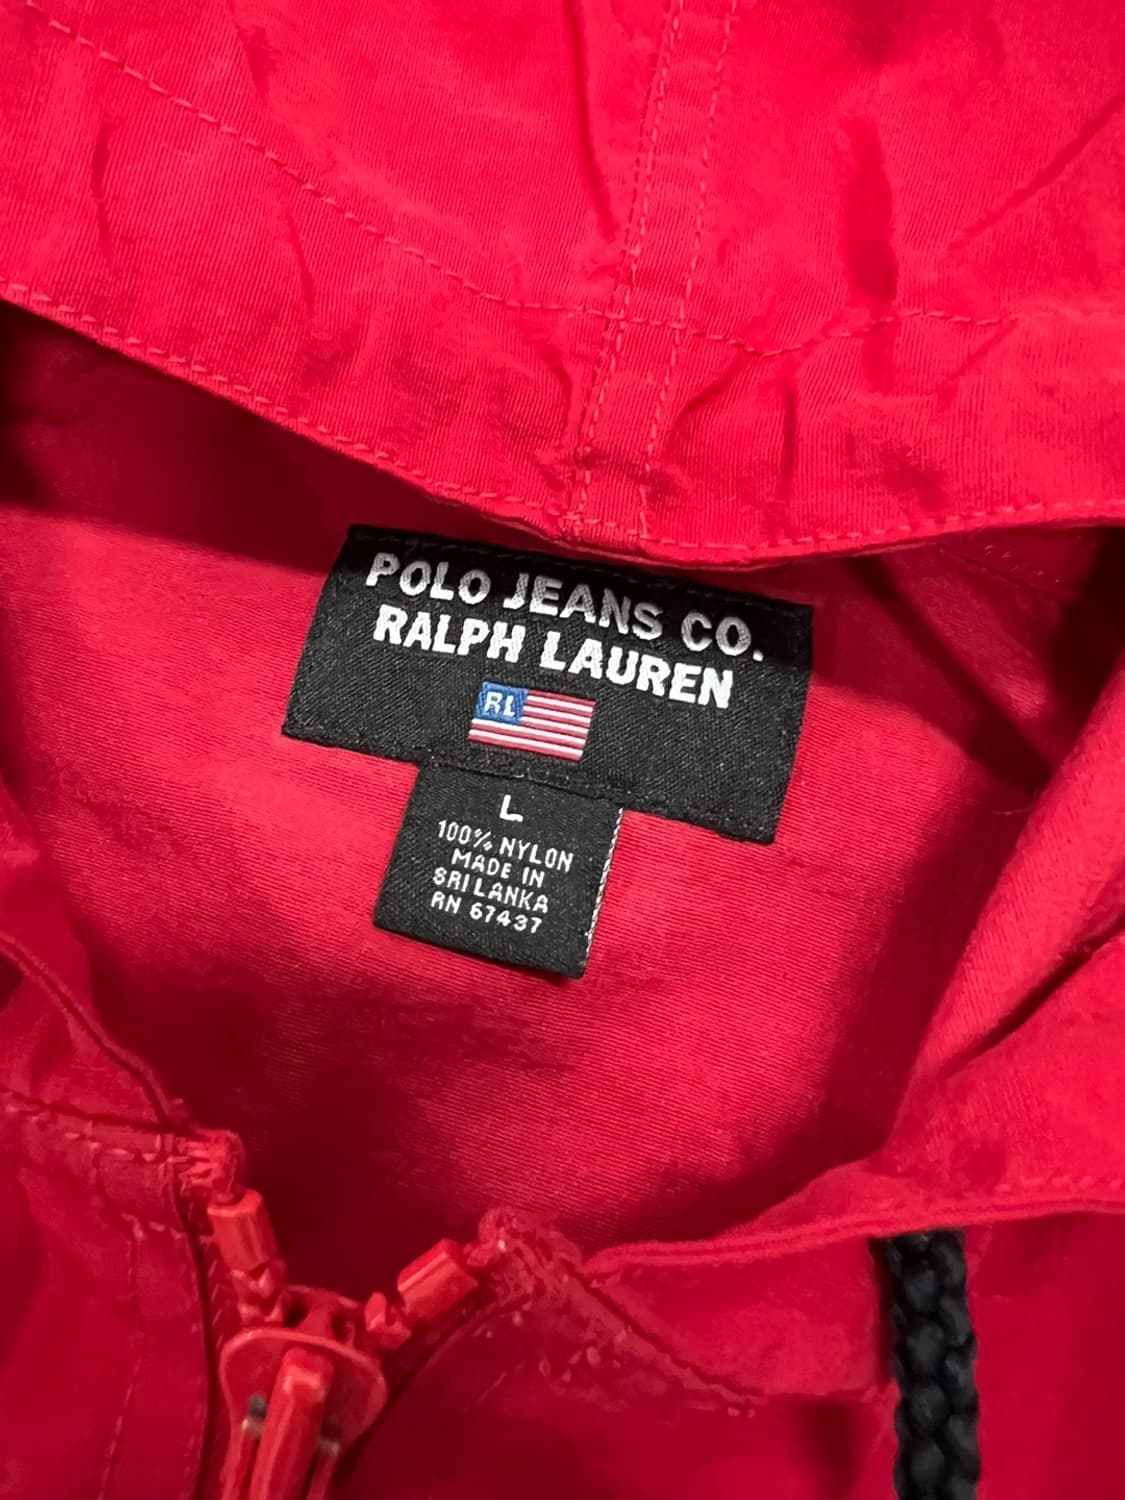 POLO JEANS CO.
RALPH LAUREN
RL
L
100% NYLON
MADE IN
SRI LANKA
RN 67437